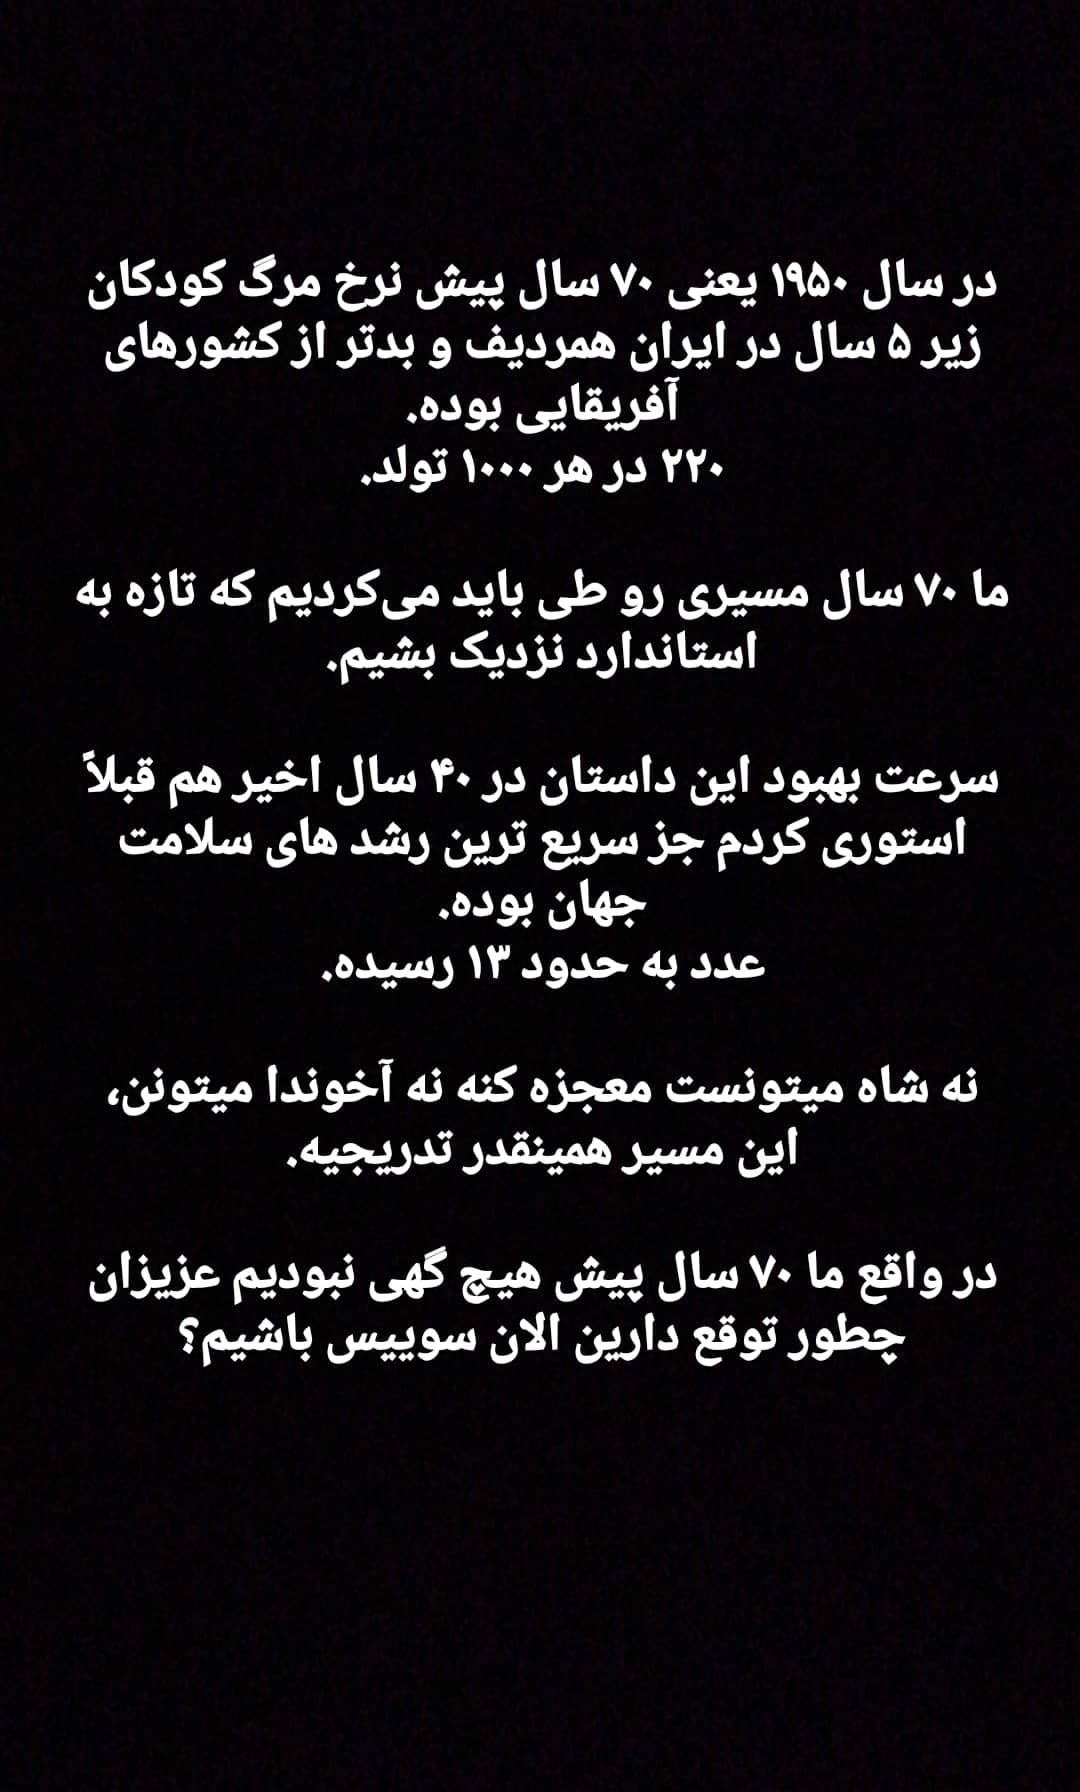 در سال ۱۹۵۰ یعنی ۷۰ سال پیش نرخ مرگ کودکان
زیر ۵ سال در ایران همردیف و بدتر از کشورهای
آفریقایی بوده.
۲۲۰ در هر ۱۰۰۰ تولد.
ما ۷۰ سال مسیری رو طی باید می‌کردیم که تازه به
استاندارد نزدیک بشیم.
سرعت بهبود این داستان در ۴۰ سال اخیر هم قبلاً
استوری کردم جز سریع ترین رشد های سلامت
جهان بوده.
عدد به حدود ۱۳ رسیده.
نه شاه میتونست معجزه کنه نه آخوندا میتونن،
این مسیر همینقدر تدریجیه.
در واقع ما ۷۰ سال پیش هیچ گهی نبودیم عزیزان
چطور توقع دارین الان سوییس باشیم؟